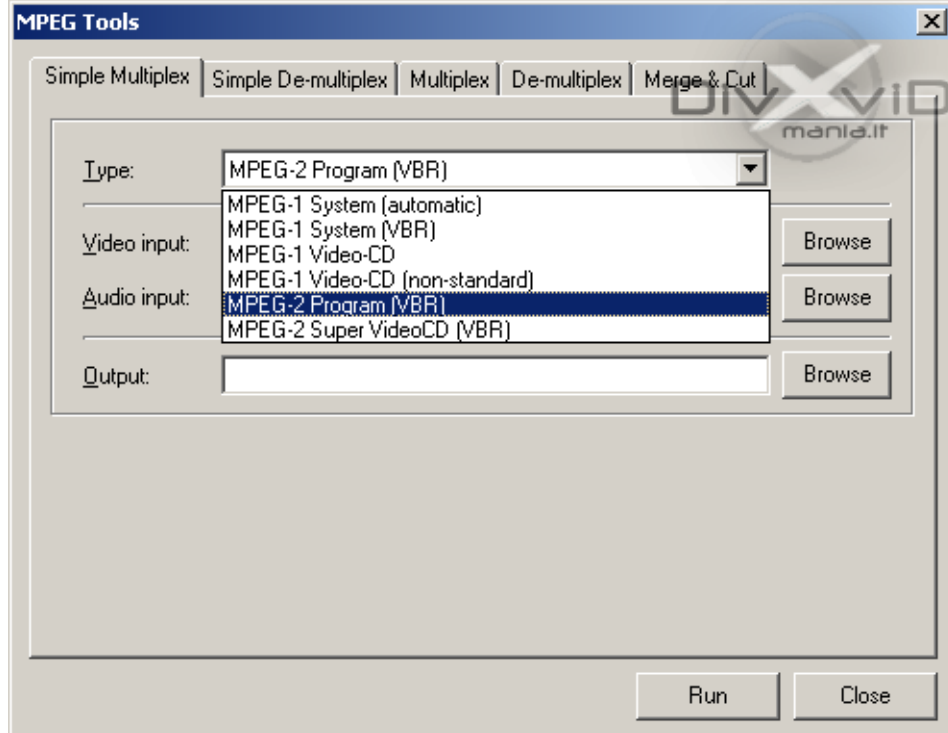 MPEG Tools
Simple Multiplex Simple De-multiplex Multiplex De-multiplex Merge & Cut
DivXviD
mania.it
Type: MPEG-2 Program (VBR)
MPEG-1 System (automatic)
MPEG-1 System (VBR)
Video input: Browse
MPEG-1 Video-CD
MPEG-1 Video-CD (non-standard)
Audio input: Browse
MPEG-2 Program (VBR)
MPEG-2 Super VideoCD (VBR)
Output: Browse
Run Close